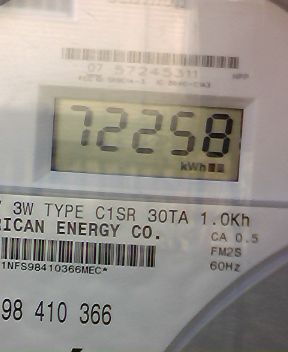 07 57245311
72258
kWh
3W TYPE C1SR 30TA 1.0Kh
RICAN ENERGY CO.
CA 0.5
FM2S
1NFS98410366MEC*
60Hz
98 410 366